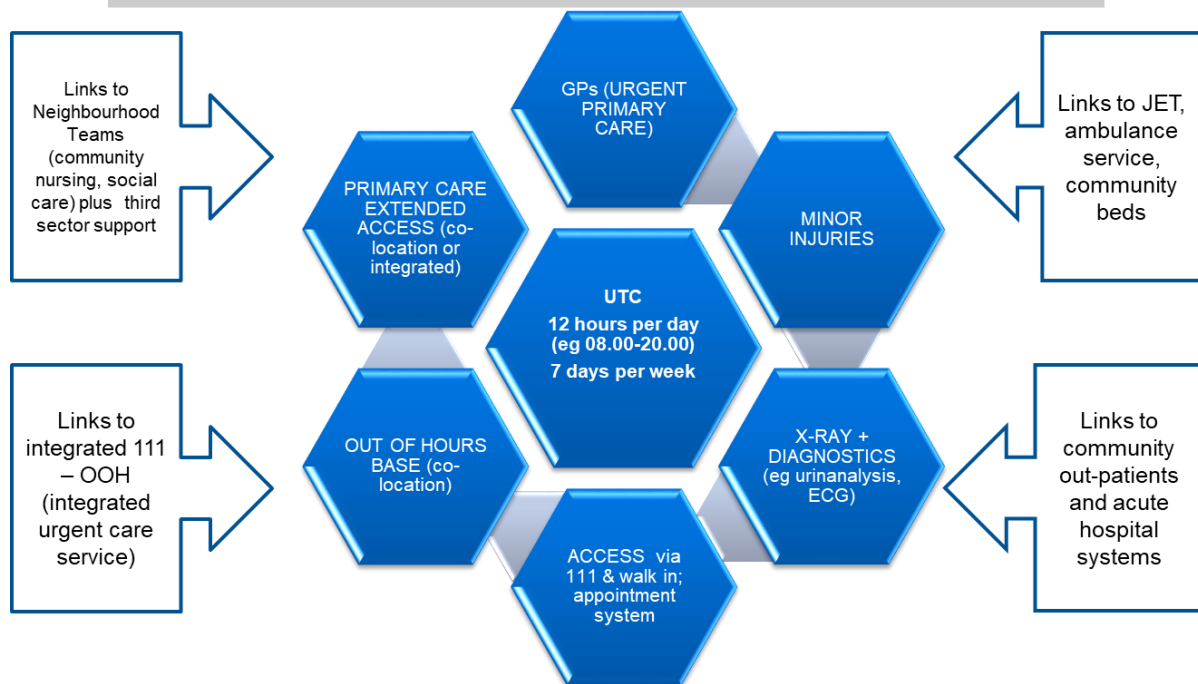 Links to
Neighbourhood
Teams
(community
nursing, social
care) plus third
sector support
GPs (URGENT
PRIMARY
CARE)
Links to JET,
ambulance
service,
community
beds
PRIMARY CARE
EXTENDED
ACCESS (co-
location or
integrated)
MINOR
INJURIES
UTC
12 hours per day
(eg 08.00-20.00)
7 days per week
Links to
integrated 111
– OOH
(integrated
urgent care
service)
OUT OF HOURS
BASE (co-
location)
X-RAY +
DIAGNOSTICS
(eg urinanalysis,
ECG)
Links to
community
out-patients
and acute
hospital
systems
ACCESS via
111 & walk in;
appointment
system